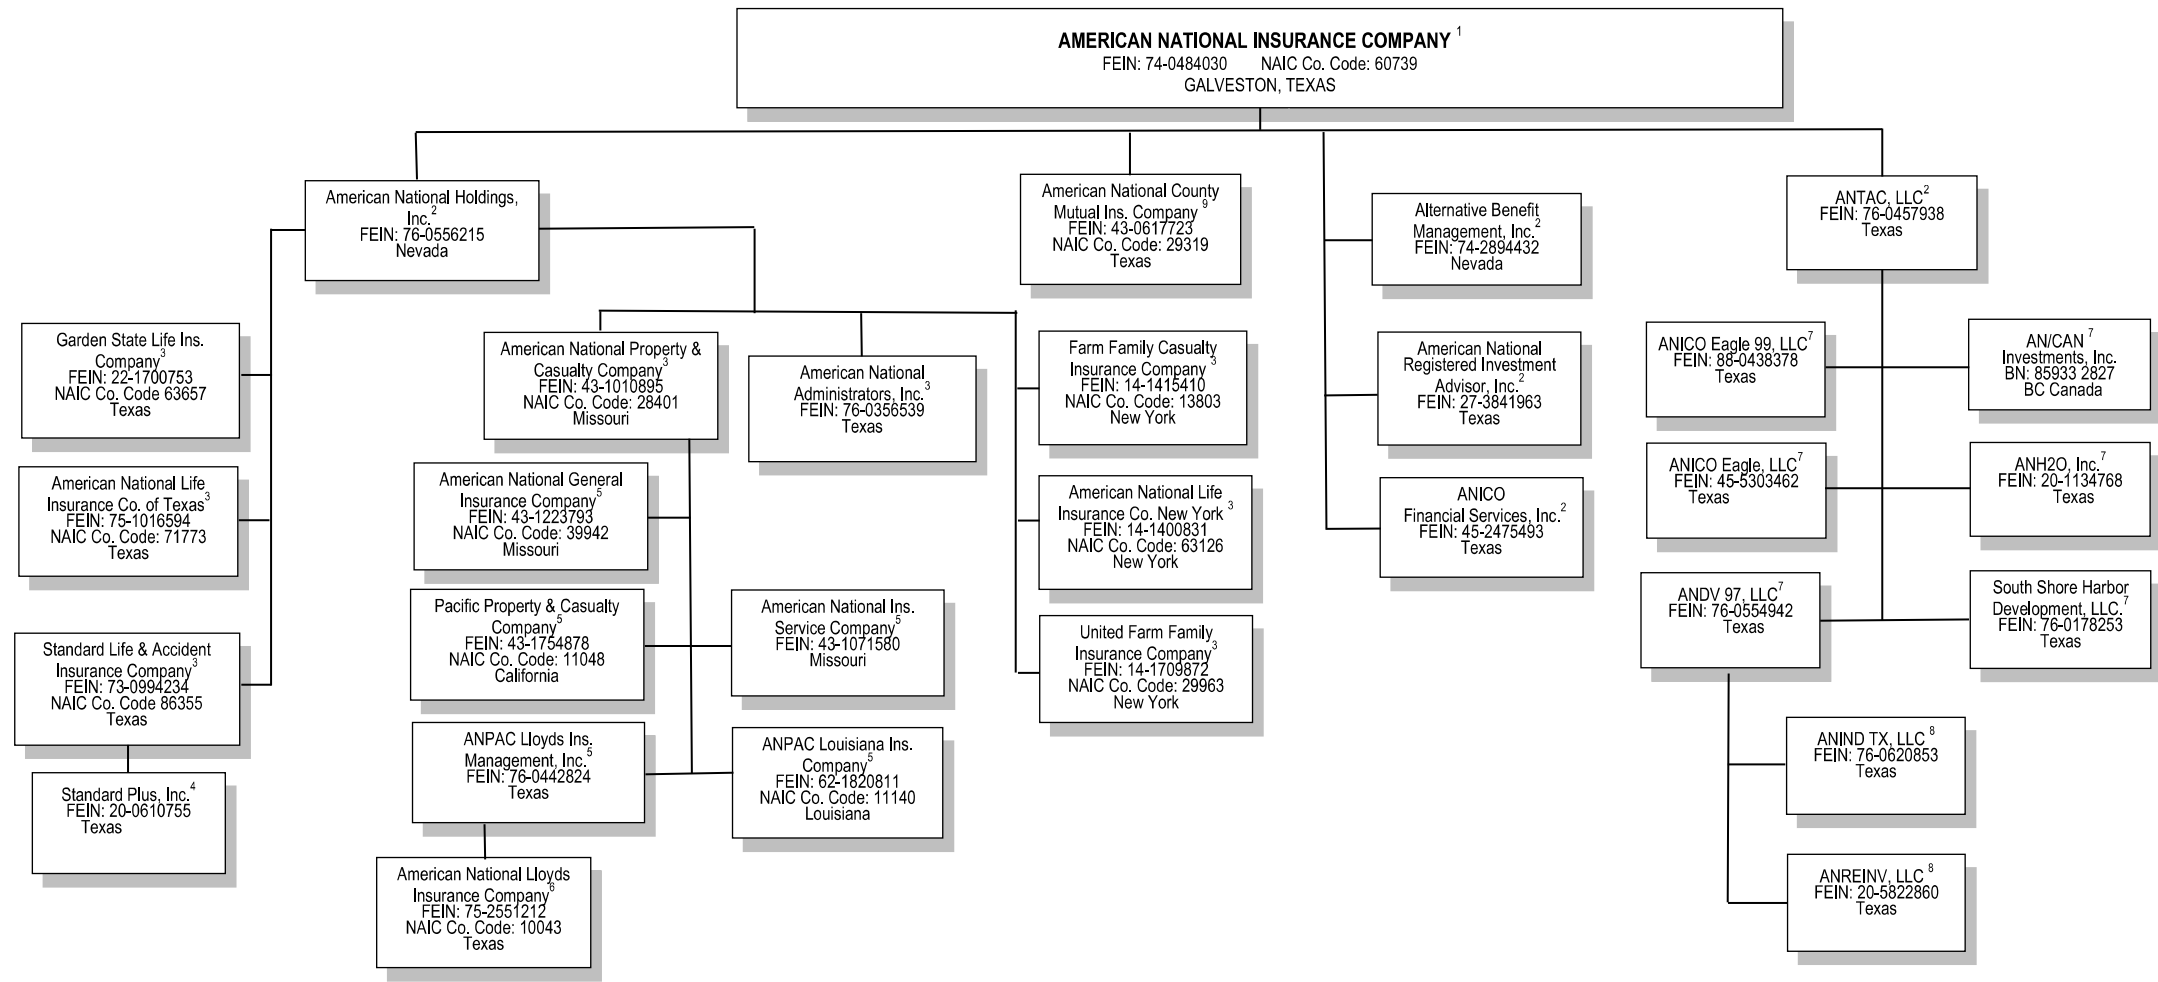 AMERICAN NATIONAL INSURANCE COMPANY 1
FEIN: 74-0484030 NAIC Co. Code: 60739
GALVESTON, TEXAS
American National Holdings,
Inc.2
FEIN: 76-0556215
Nevada
American National County
Mutual Ins. Company 9
FEIN: 43-0617723
NAIC Co. Code: 29319
Texas
Alternative Benefit
Management, Inc.2
FEIN: 74-2894432
Nevada
ANTAC, LLC2
FEIN: 76-0457938
Texas
Garden State Life Ins.
Company3
FEIN: 22-1700753
NAIC Co. Code 63657
Texas
American National Property &
Casualty Company3
FEIN: 43-1010895
NAIC Co. Code: 28401
Missouri
American National
Administrators, Inc.3
FEIN: 76-0356539
Texas
Farm Family Casualty
Insurance Company 3
FEIN: 14-1415410
NAIC Co. Code: 13803
New York
American National
Registered Investment
Advisor, Inc.2
FEIN: 27-3841963
Texas
ANICO Eagle 99, LLC7
FEIN: 88-0438378
Texas
AN/CAN 7
Investments, Inc.
BN: 85933 2827
BC Canada
American National Life
Insurance Co. of Texas3
FEIN: 75-1016594
NAIC Co. Code: 71773
Texas
American National General
Insurance Company5
FEIN: 43-1223793
NAIC Co. Code: 39942
Missouri
American National Life
Insurance Co. New York 3
FEIN: 14-1400831
NAIC Co. Code: 63126
New York
ANICO
Financial Services, Inc.2
FEIN: 45-2475493
Texas
ANICO Eagle, LLC7
FEIN: 45-5303462
Texas
ANH2O, Inc.7
FEIN: 20-1134768
Texas
Standard Life & Accident
Insurance Company3
FEIN: 73-0994234
NAIC Co. Code 86355
Texas
Pacific Property & Casualty
Company5
FEIN: 43-1754878
NAIC Co. Code: 11048
California
American National Ins.
Service Company5
FEIN: 43-1071580
Missouri
United Farm Family
Insurance Company3
FEIN: 14-1709872
NAIC Co. Code: 29963
New York
ANDV 97, LLC7
FEIN: 76-0554942
Texas
South Shore Harbor
Development, LLC.7
FEIN: 76-0178253
Texas
Standard Plus, Inc.4
FEIN: 20-0610755
Texas
ANPAC Lloyds Ins.
Management, Inc.5
FEIN: 76-0442824
Texas
ANPAC Louisiana Ins.
Company5
FEIN: 62-1820811
NAIC Co. Code: 11140
Louisiana
ANIND TX, LLC 8
FEIN: 76-0620853
Texas
American National Lloyds
Insurance Company6
FEIN: 75-2551212
NAIC Co. Code: 10043
Texas
ANREINV, LLC 8
FEIN: 20-5822860
Texas